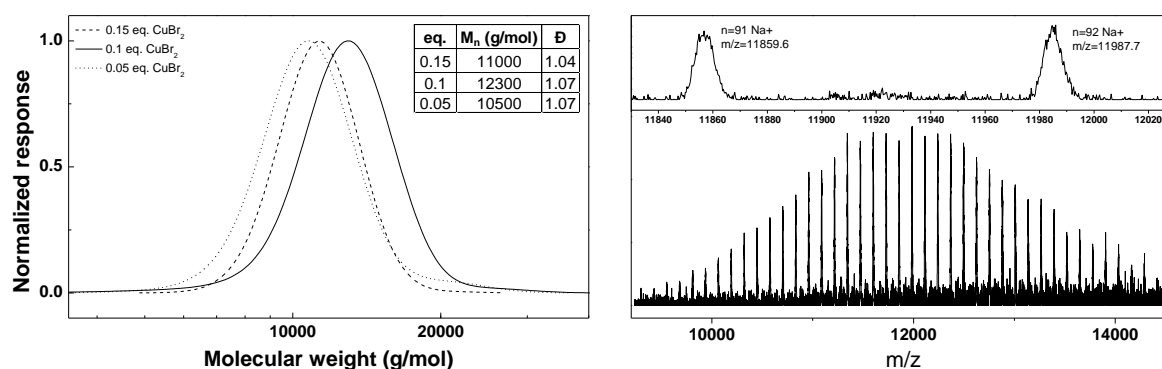 Normalized response
1.0
0.5
0.0
0.15 eq. CuBr₂
0.1 eq. CuBr₂
0.05 eq. CuBr₂
eq. Mₙ (g/mol) Đ
0.15 11000 1.04
0.1 12300 1.07
0.05 10500 1.07
10000 20000
Molecular weight (g/mol)
n=91 Na+
m/z=11859.6
n=92 Na+
m/z=11987.7
11840 11860 11880 11900 11920 11940 11960 11980 12000 12020
10000 12000 14000
m/z